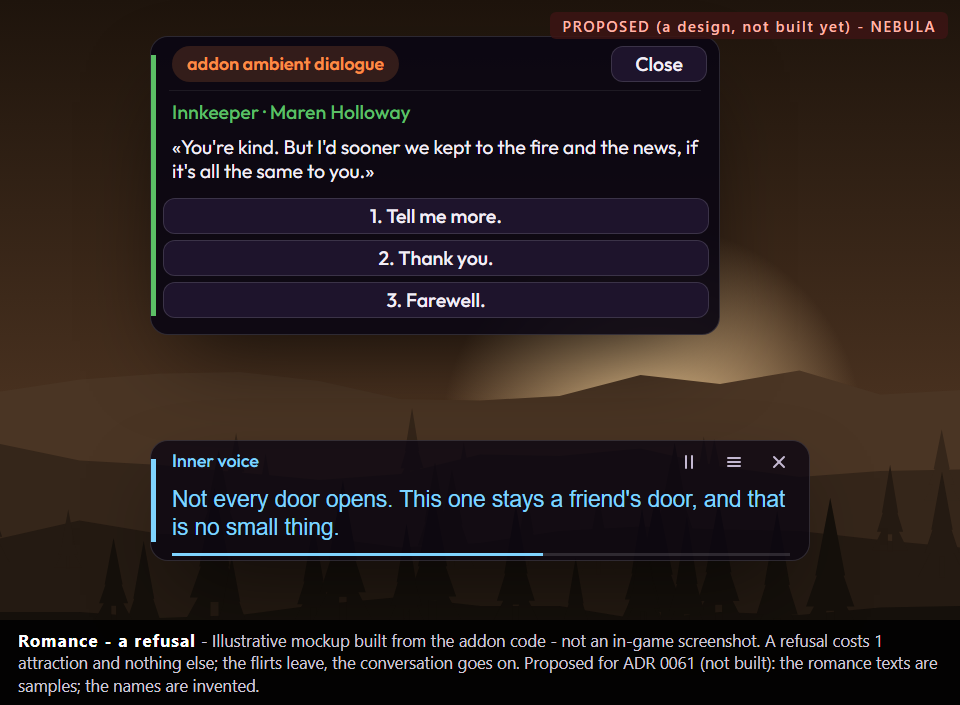 PROPOSED (a design, not built yet) - NEBULA
addon ambient dialogue
Close
Innkeeper · Maren Holloway
«You're kind. But I'd sooner we kept to the fire and the news, if
it's all the same to you.»
1. Tell me more.
2. Thank you.
3. Farewell.
Inner voice
Not every door opens. This one stays a friend's door, and that
is no small thing.
Romance - a refusal - Illustrative mockup built from the addon code - not an in-game screenshot. A refusal costs 1
attraction and nothing else; the flirts leave, the conversation goes on. Proposed for ADR 0061 (not built): the romance texts are
samples; the names are invented.